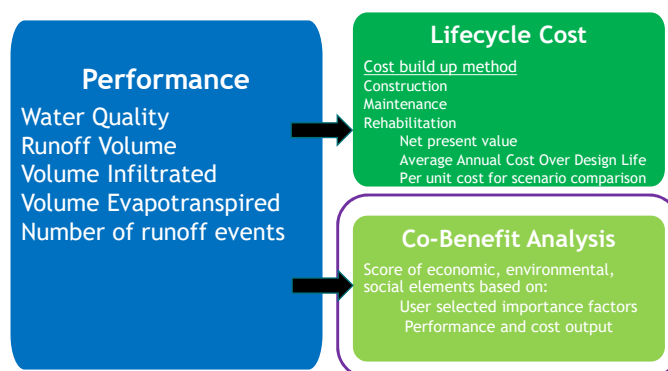 Performance
Water Quality
Runoff Volume
Volume Infiltrated
Volume Evapotranspired
Number of runoff events
Lifecycle Cost
Cost build up method
Construction
Maintenance
Rehabilitation
Net present value
Average Annual Cost Over Design Life
Per unit cost for scenario comparison
Co-Benefit Analysis
Score of economic, environmental,
social elements based on:
User selected importance factors
Performance and cost output